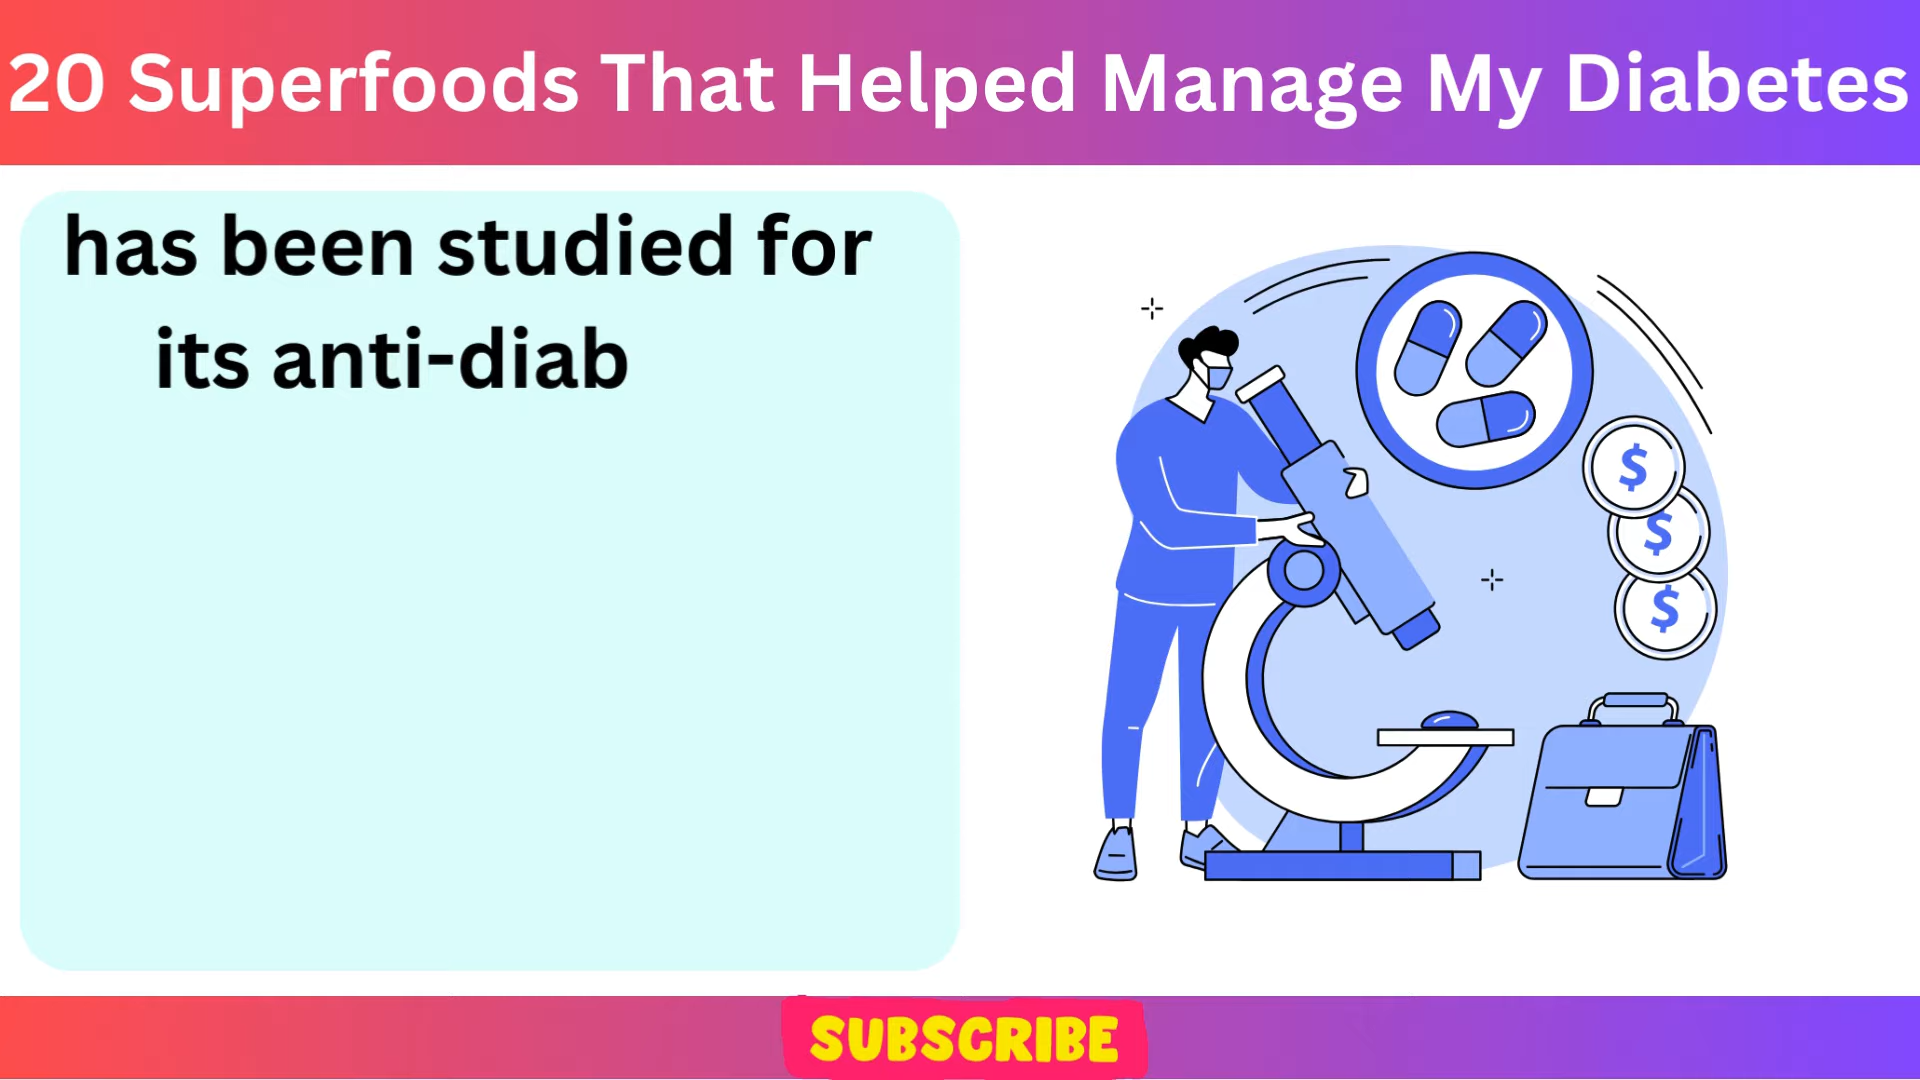 20 Superfoods That Helped Manage My Diabetes
has been studied for
its anti-diab
$
$
$
SUBSCRIBE